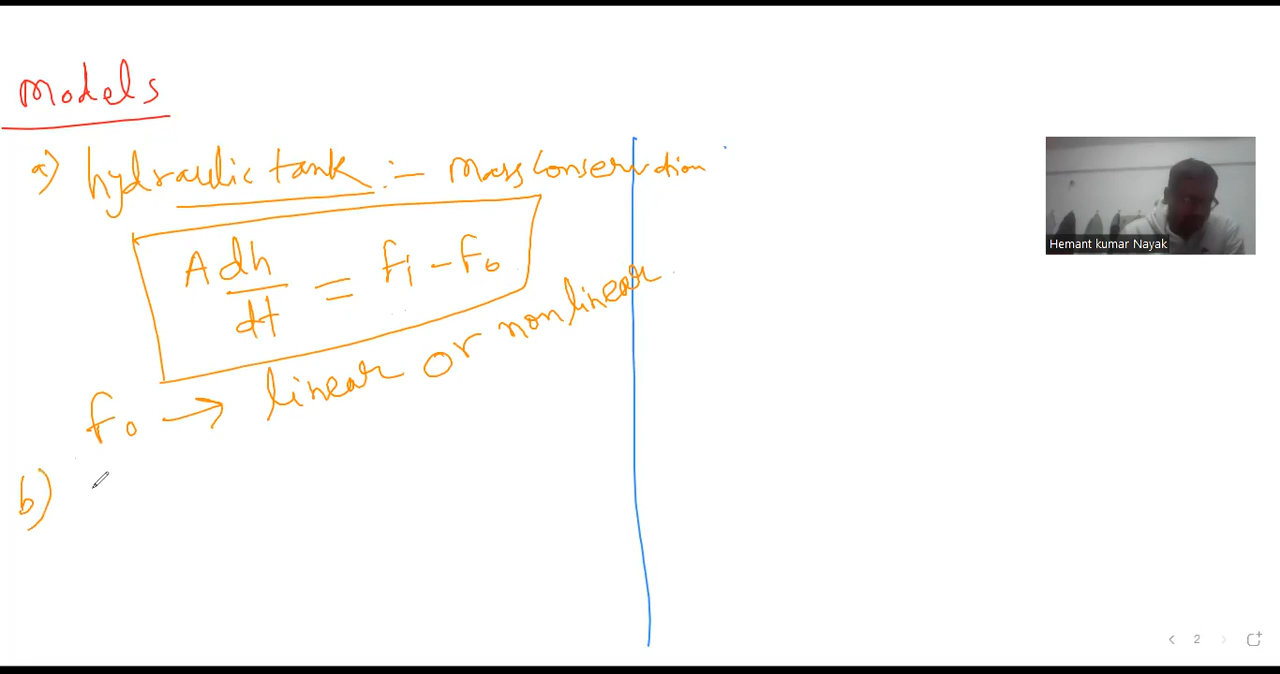 Models
a) hydraulic tank :- Mass Conservation
A dh/dt = fi - fo
fo → linear or nonlinear
b)
Hemant kumar Nayak
2